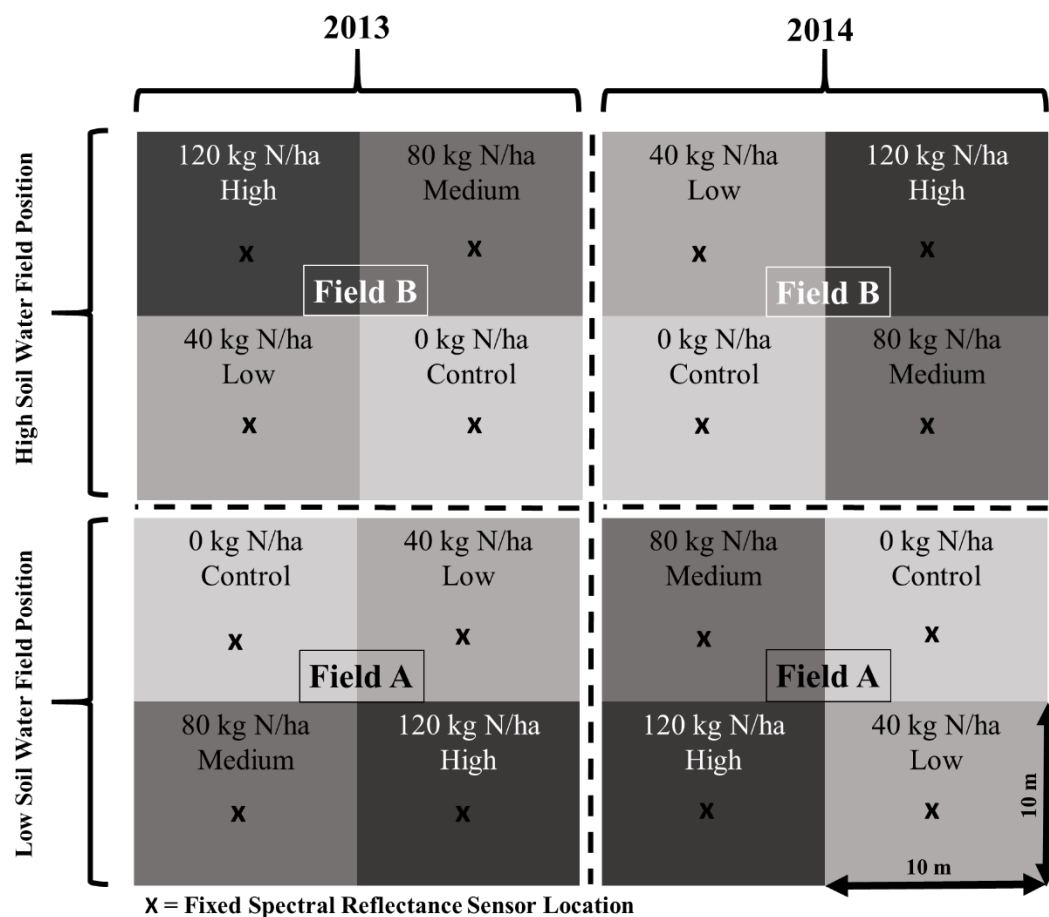 2013
2014
High Soil Water Field Position
120 kg N/ha
High
X
80 kg N/ha
Medium
X
Field B
40 kg N/ha
Low
X
0 kg N/ha
Control
X
40 kg N/ha
Low
X
120 kg N/ha
High
X
Field B
0 kg N/ha
Control
X
80 kg N/ha
Medium
X
Low Soil Water Field Position
0 kg N/ha
Control
X
40 kg N/ha
Low
X
Field A
80 kg N/ha
Medium
X
120 kg N/ha
High
X
80 kg N/ha
Medium
X
0 kg N/ha
Control
X
Field A
120 kg N/ha
High
X
40 kg N/ha
Low
X
10 m
10 m
X = Fixed Spectral Reflectance Sensor Location